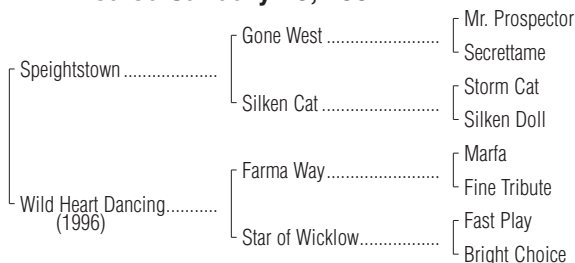 Gone West
Mr. Prospector
Secrettame
Speightstown
Silken Cat
Storm Cat
Silken Doll
Wild Heart Dancing
(1996)
Farma Way
Marfa
Fine Tribute
Star of Wicklow
Fast Play
Bright Choice